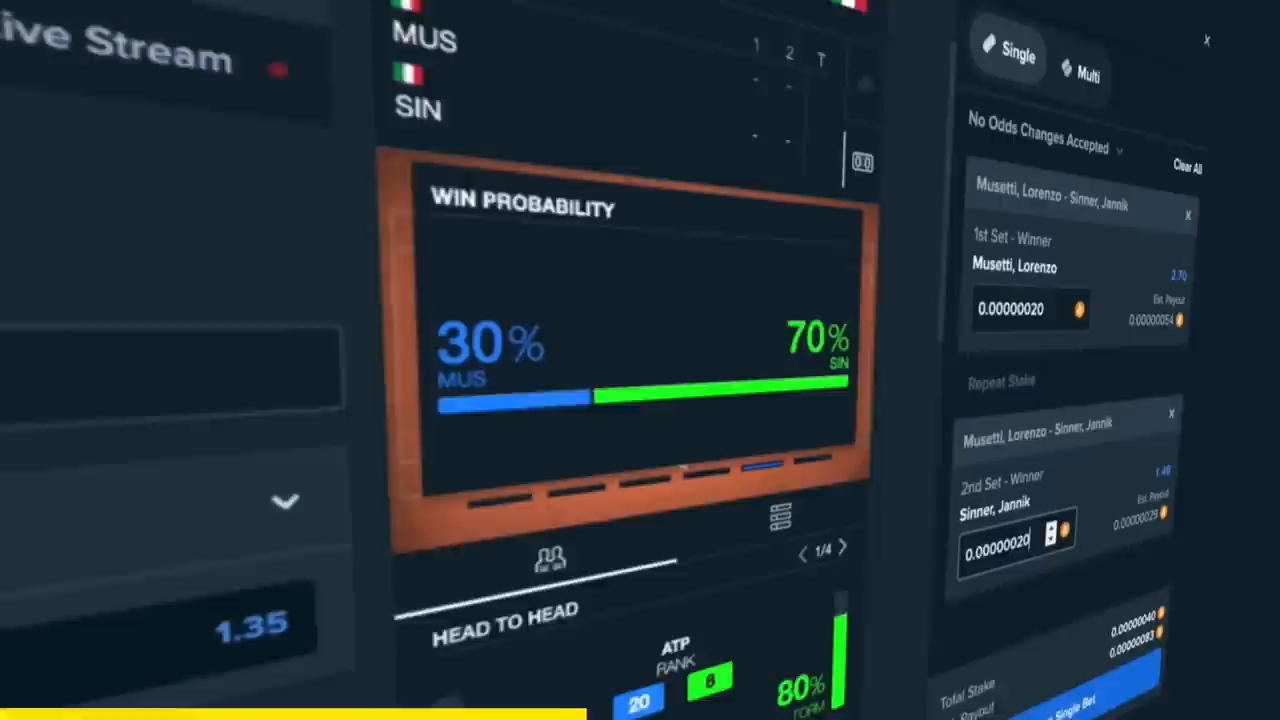 ive Stream
1.35
MUS
1 2 T
- -
SIN
- -
WIN PROBABILITY
30% 70%
MUS SIN
1/4
HEAD TO HEAD
ATP
RANK
20 8
80%
FORM
Single Multi
x
No Odds Changes Accepted
Clear All
Musetti, Lorenzo - Sinner, Jannik x
1st Set - Winner
Musetti, Lorenzo 2.70
0.00000020 Est. Payout
0.00000054
Repeat Stake
Musetti, Lorenzo - Sinner, Jannik x
2nd Set - Winner
Sinner, Jannik
Est. Payout
0.00000020 0.00000029
0.00000040
0.00000083
Total Stake
Payout
Single Bet